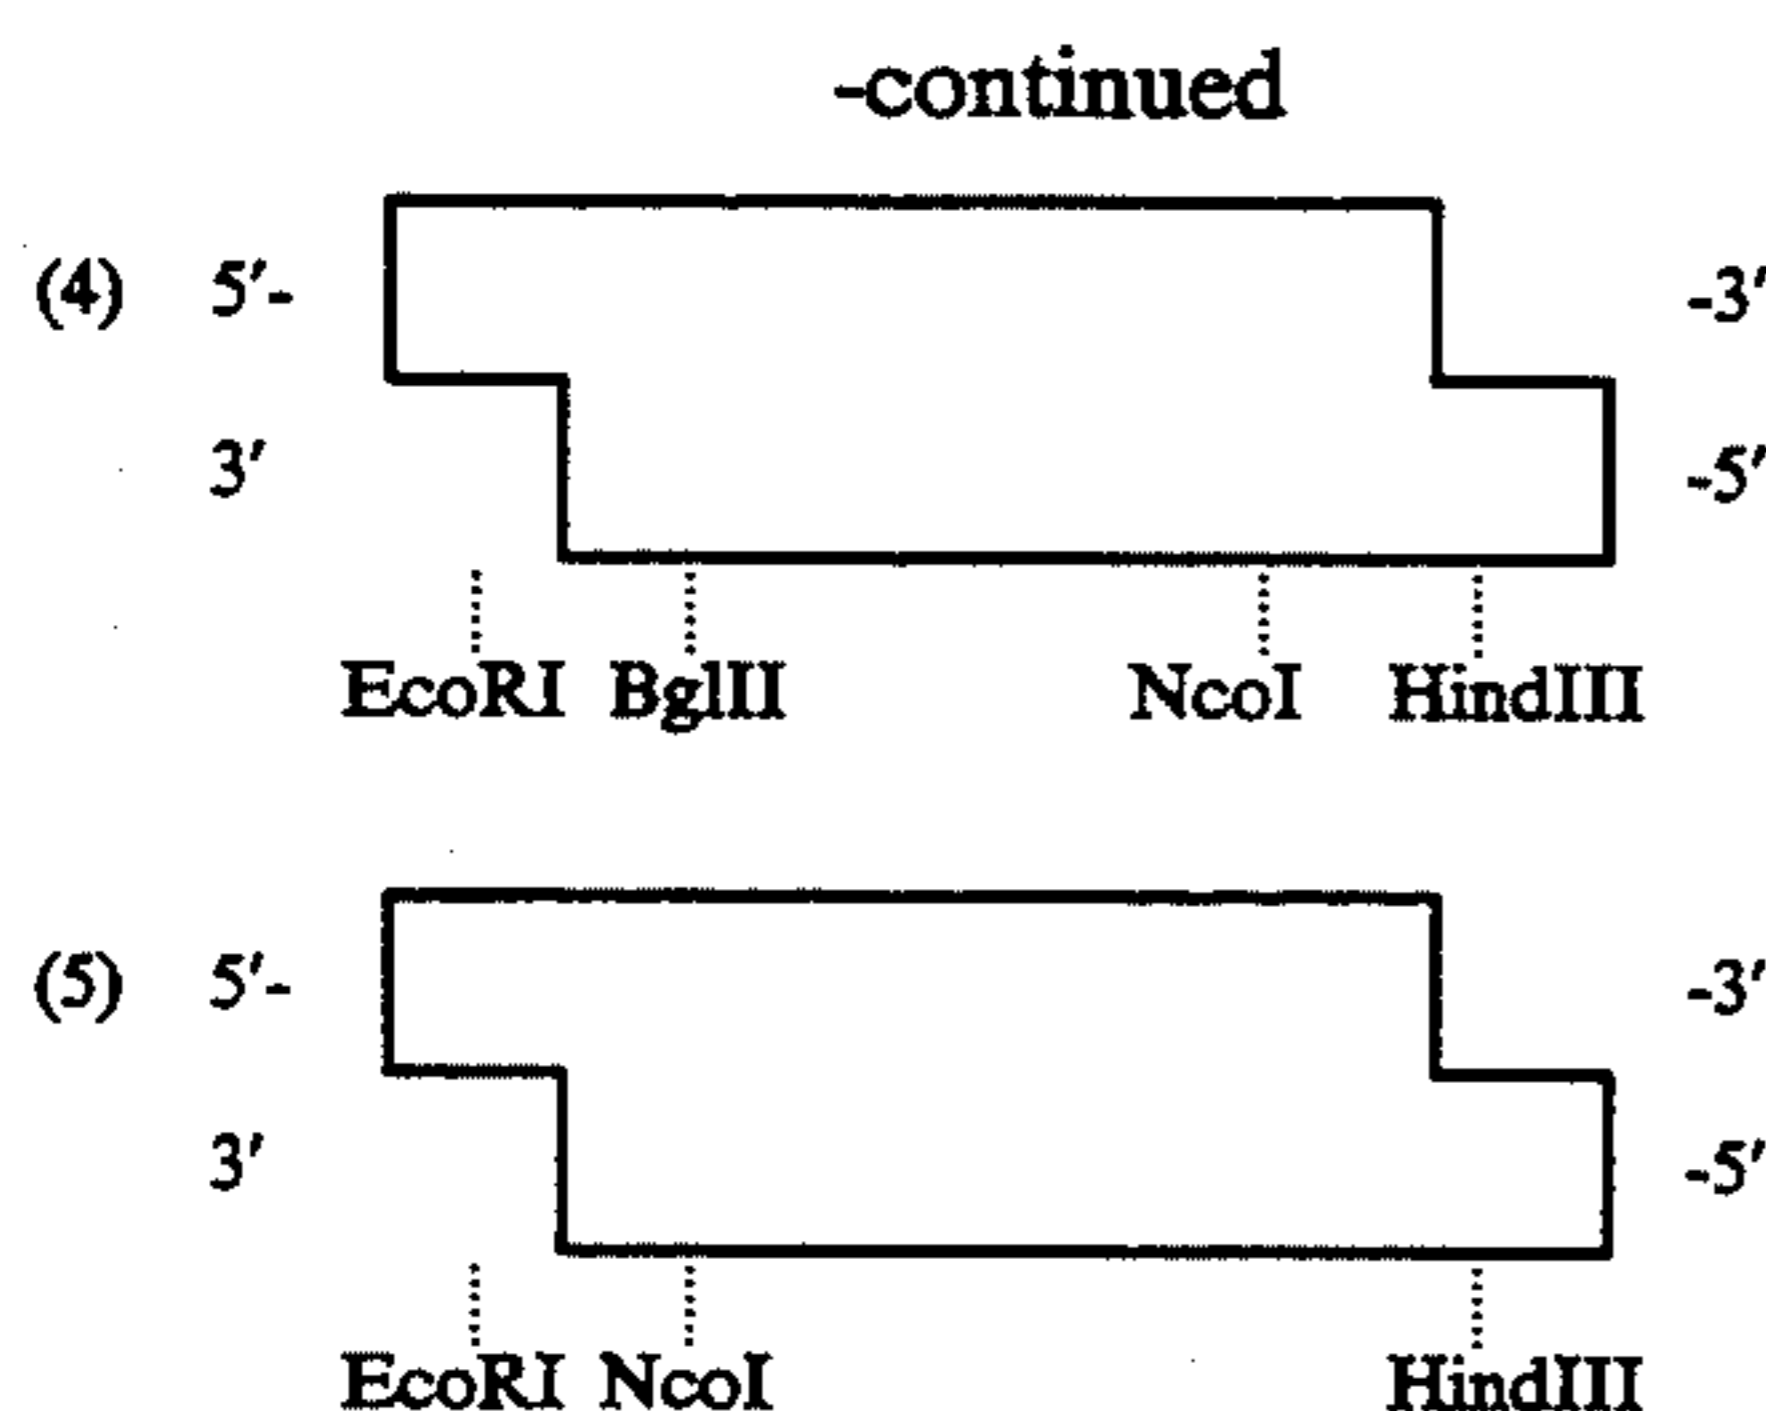 -continued
(4) 5'- -3'
3' -5'
EcoRI BglII NcoI HindIII
(5) 5'- -3'
3' -5'
EcoRI NcoI HindIII